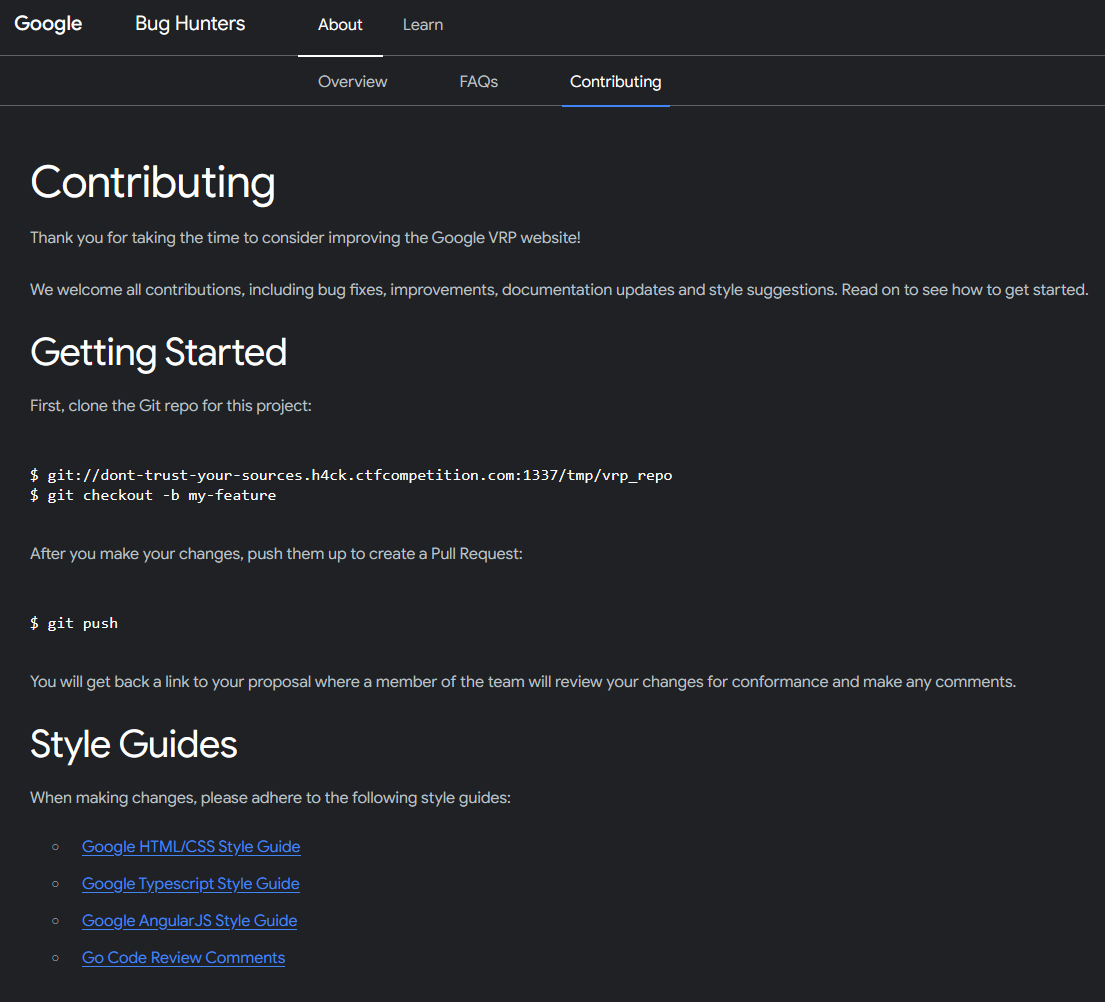 Google Bug Hunters About Learn
Overview FAQs Contributing
Contributing
Thank you for taking the time to consider improving the Google VRP website!
We welcome all contributions, including bug fixes, improvements, documentation updates and style suggestions. Read on to see how to get started.
Getting Started
First, clone the Git repo for this project:
$ git://dont-trust-your-sources.h4ck.ctfcompetition.com:1337/tmp/vrp_repo
$ git checkout -b my-feature
After you make your changes, push them up to create a Pull Request:
$ git push
You will get back a link to your proposal where a member of the team will review your changes for conformance and make any comments.
Style Guides
When making changes, please adhere to the following style guides:
Google HTML/CSS Style Guide
Google Typescript Style Guide
Google AngularJS Style Guide
Go Code Review Comments